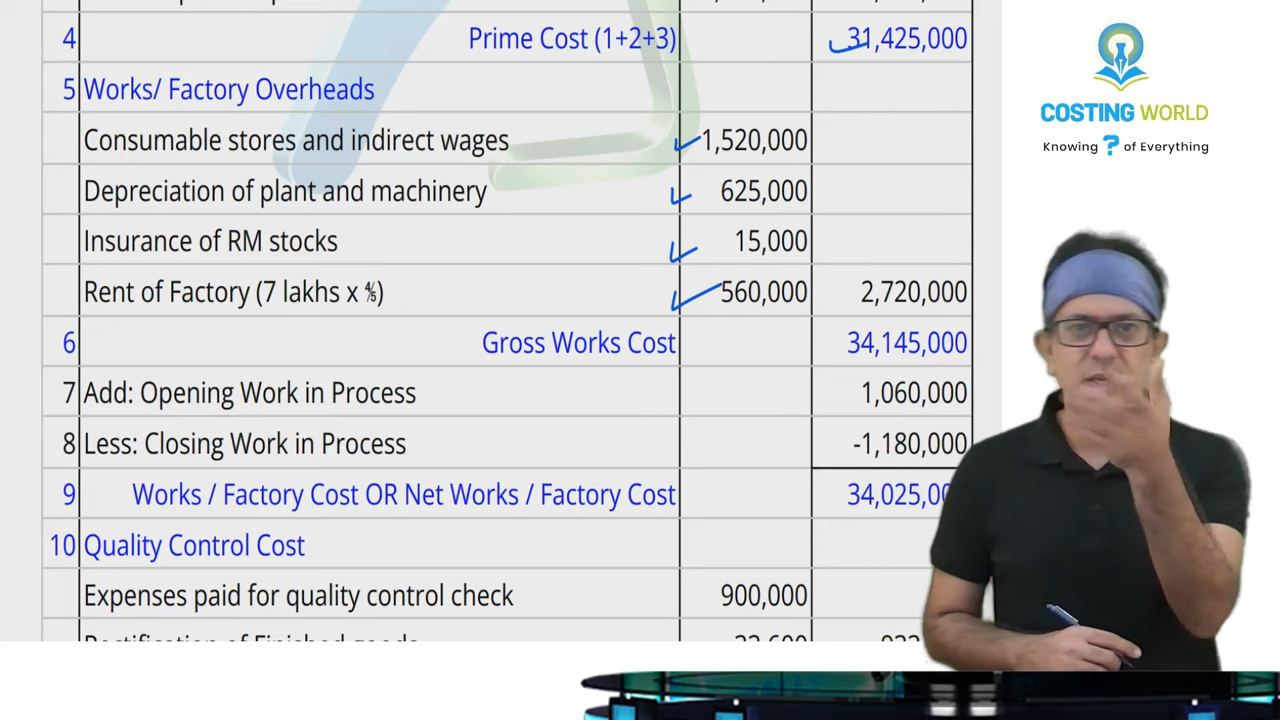 4 Prime Cost (1+2+3) 31,425,000
5 Works/ Factory Overheads
Consumable stores and indirect wages 1,520,000
Depreciation of plant and machinery 625,000
Insurance of RM stocks 15,000
Rent of Factory (7 lakhs x ⅘) 560,000 2,720,000
6 Gross Works Cost 34,145,000
7 Add: Opening Work in Process 1,060,000
8 Less: Closing Work in Process -1,180,000
9 Works / Factory Cost OR Net Works / Factory Cost
10 Quality Control Cost
Expenses paid for quality control check 900,000
COSTING WORLD
Knowing ? of Everything